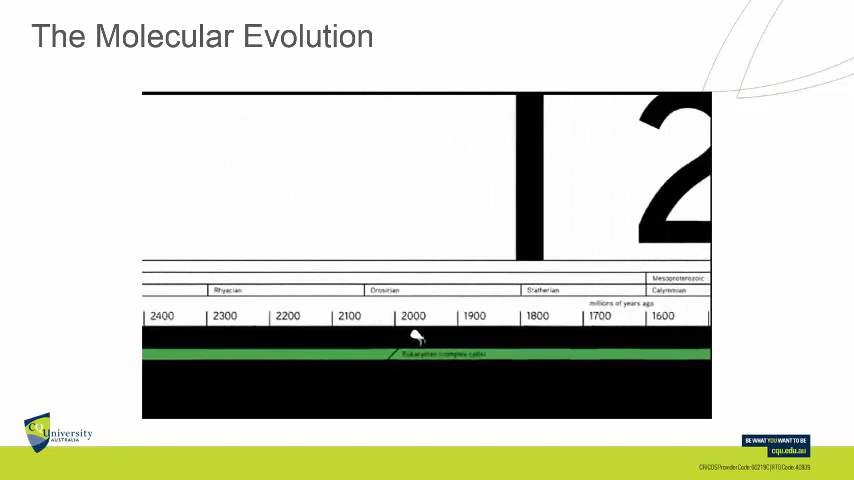 The Molecular Evolution
2
Mesoproterozoic
Rhyacian Orosirian Statherian Calymmian
millions of years ago
2400 2300 2200 2100 2000 1900 1800 1700 1600
Eukaryotes (complex cells)
CQUniversity
AUSTRALIA
BE WHAT YOU WANT TO BE
cqu.edu.au
CRICOS Provider Code: 00219C | RTO Code: 40939